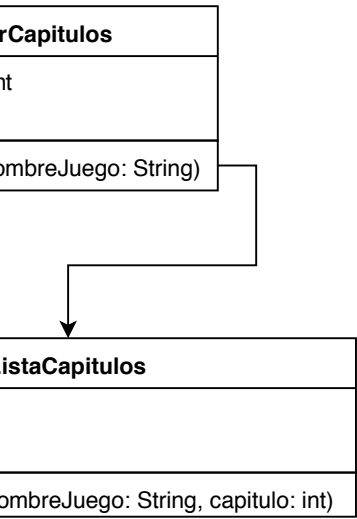 rCapitulos
nt
ombreJuego: String)
istaCapitulos
ombreJuego: String, capitulo: int)